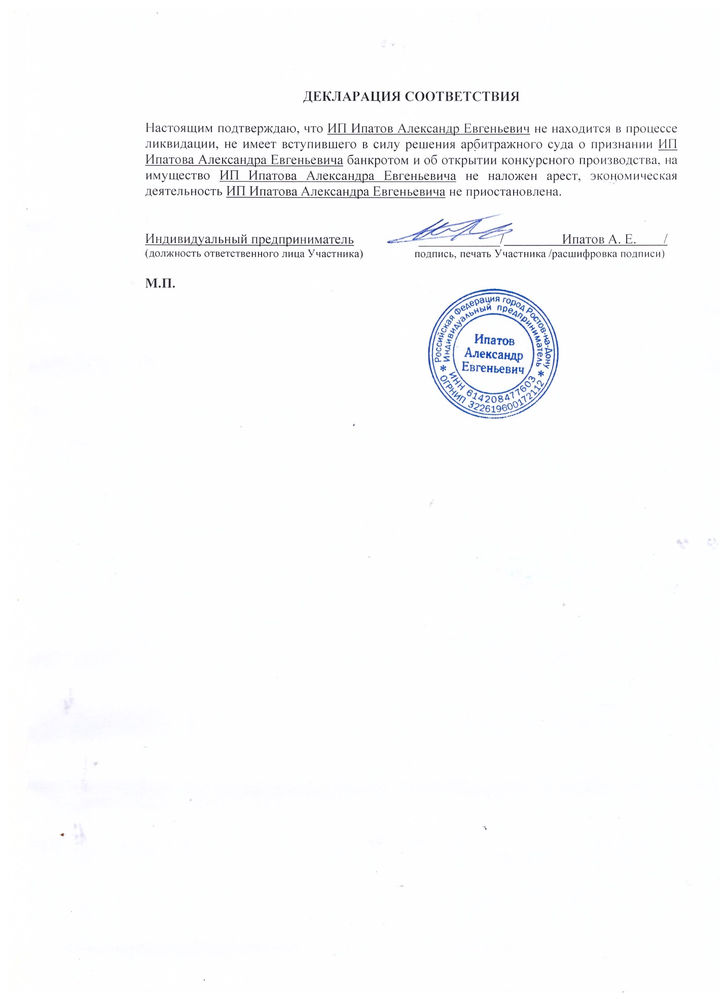 ДЕКЛАРАЦИЯ СООТВЕТСТВИЯ
Настоящим подтверждаю, что ИП Ипатов Александр Евгеньевич не находится в процессе
ликвидации, не имеет вступившего в силу решения арбитражного суда о признании ИП
Ипатова Александра Евгеньевича банкротом и об открытии конкурсного производства, на
имущество ИП Ипатова Александра Евгеньевича не наложен арест, экономическая
деятельность ИП Ипатова Александра Евгеньевича не приостановлена.
Индивидуальный предприниматель ____________/ Ипатов А. Е. /
(должность ответственного лица Участника) подпись, печать Участника /расшифровка подписи)
М.П.
Российская Федерация город Ростов-на-Дону
Индивидуальный предприниматель
Ипатов
Александр
Евгеньевич
* ИНН 614208477603 *
ОГРНИП 322619600172112